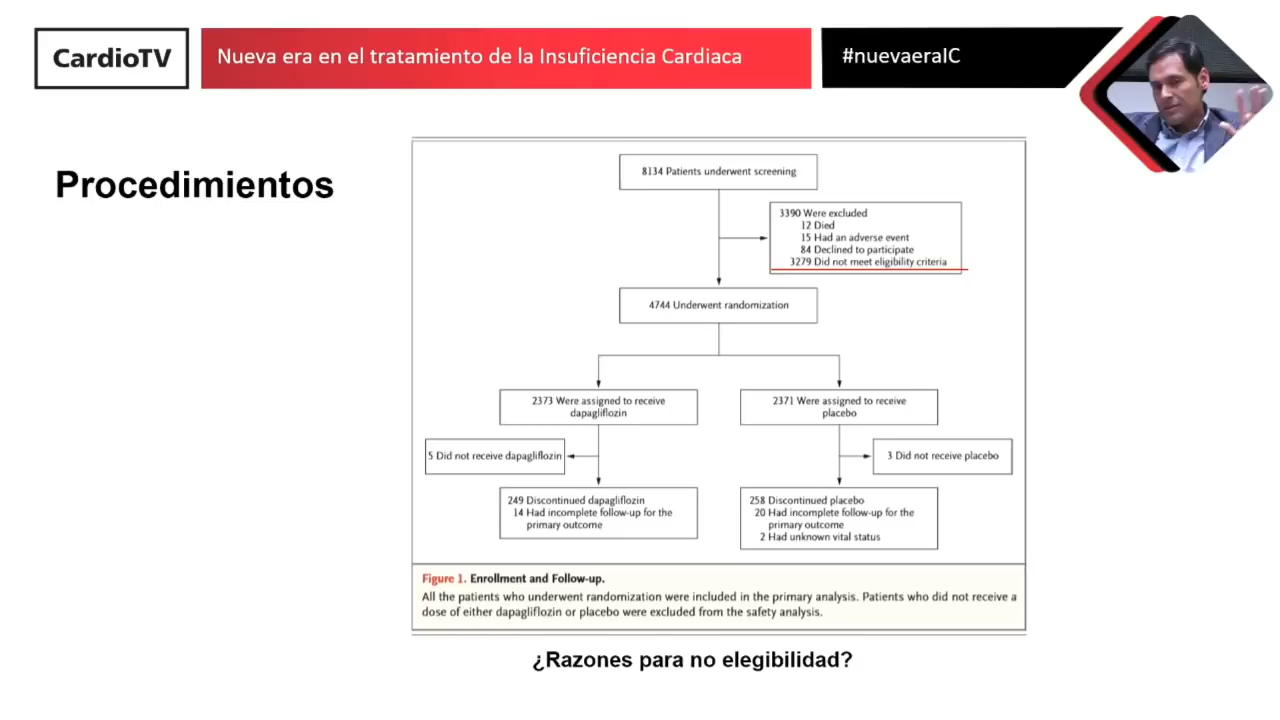 CardioTV
Nueva era en el tratamiento de la Insuficiencia Cardiaca
#nuevaeraIC
Procedimientos
8134 Patients underwent screening
3390 Were excluded
12 Died
15 Had an adverse event
84 Declined to participate
3279 Did not meet eligibility criteria
4744 Underwent randomization
2373 Were assigned to receive
dapagliflozin
2371 Were assigned to receive
placebo
5 Did not receive dapagliflozin
3 Did not receive placebo
249 Discontinued dapagliflozin
14 Had incomplete follow-up for the
primary outcome
258 Discontinued placebo
20 Had incomplete follow-up for the
primary outcome
2 Had unknown vital status
Figure 1. Enrollment and Follow-up.
All the patients who underwent randomization were included in the primary analysis. Patients who did not receive a
dose of either dapagliflozin or placebo were excluded from the safety analysis.
¿Razones para no elegibilidad?